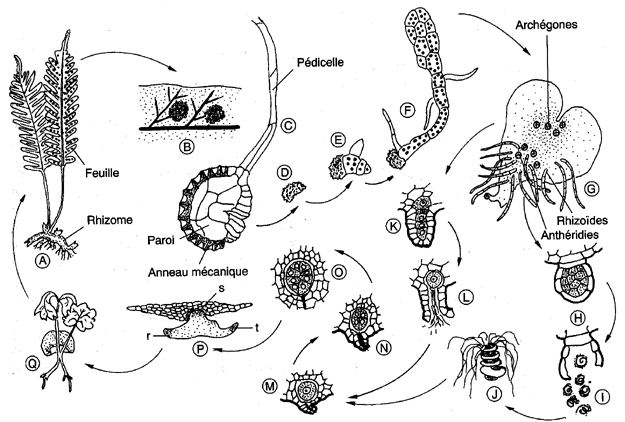 Archégones
Pédicelle
F
C
E
B
D
Feuille
G
Rhizome
K
Rhizoïdes
Paroi
Anthéridies
A
Anneau mécanique
O
L
s
H
r
t
P
N
Q
M
J
I